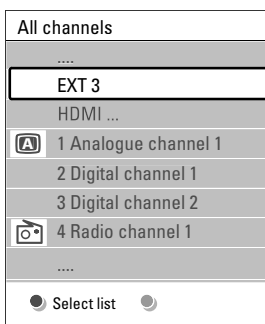 All channels
....
EXT 3
HDMI ...
A 1 Analogue channel 1
2 Digital channel 1
3 Digital channel 2
4 Radio channel 1
....
Select list